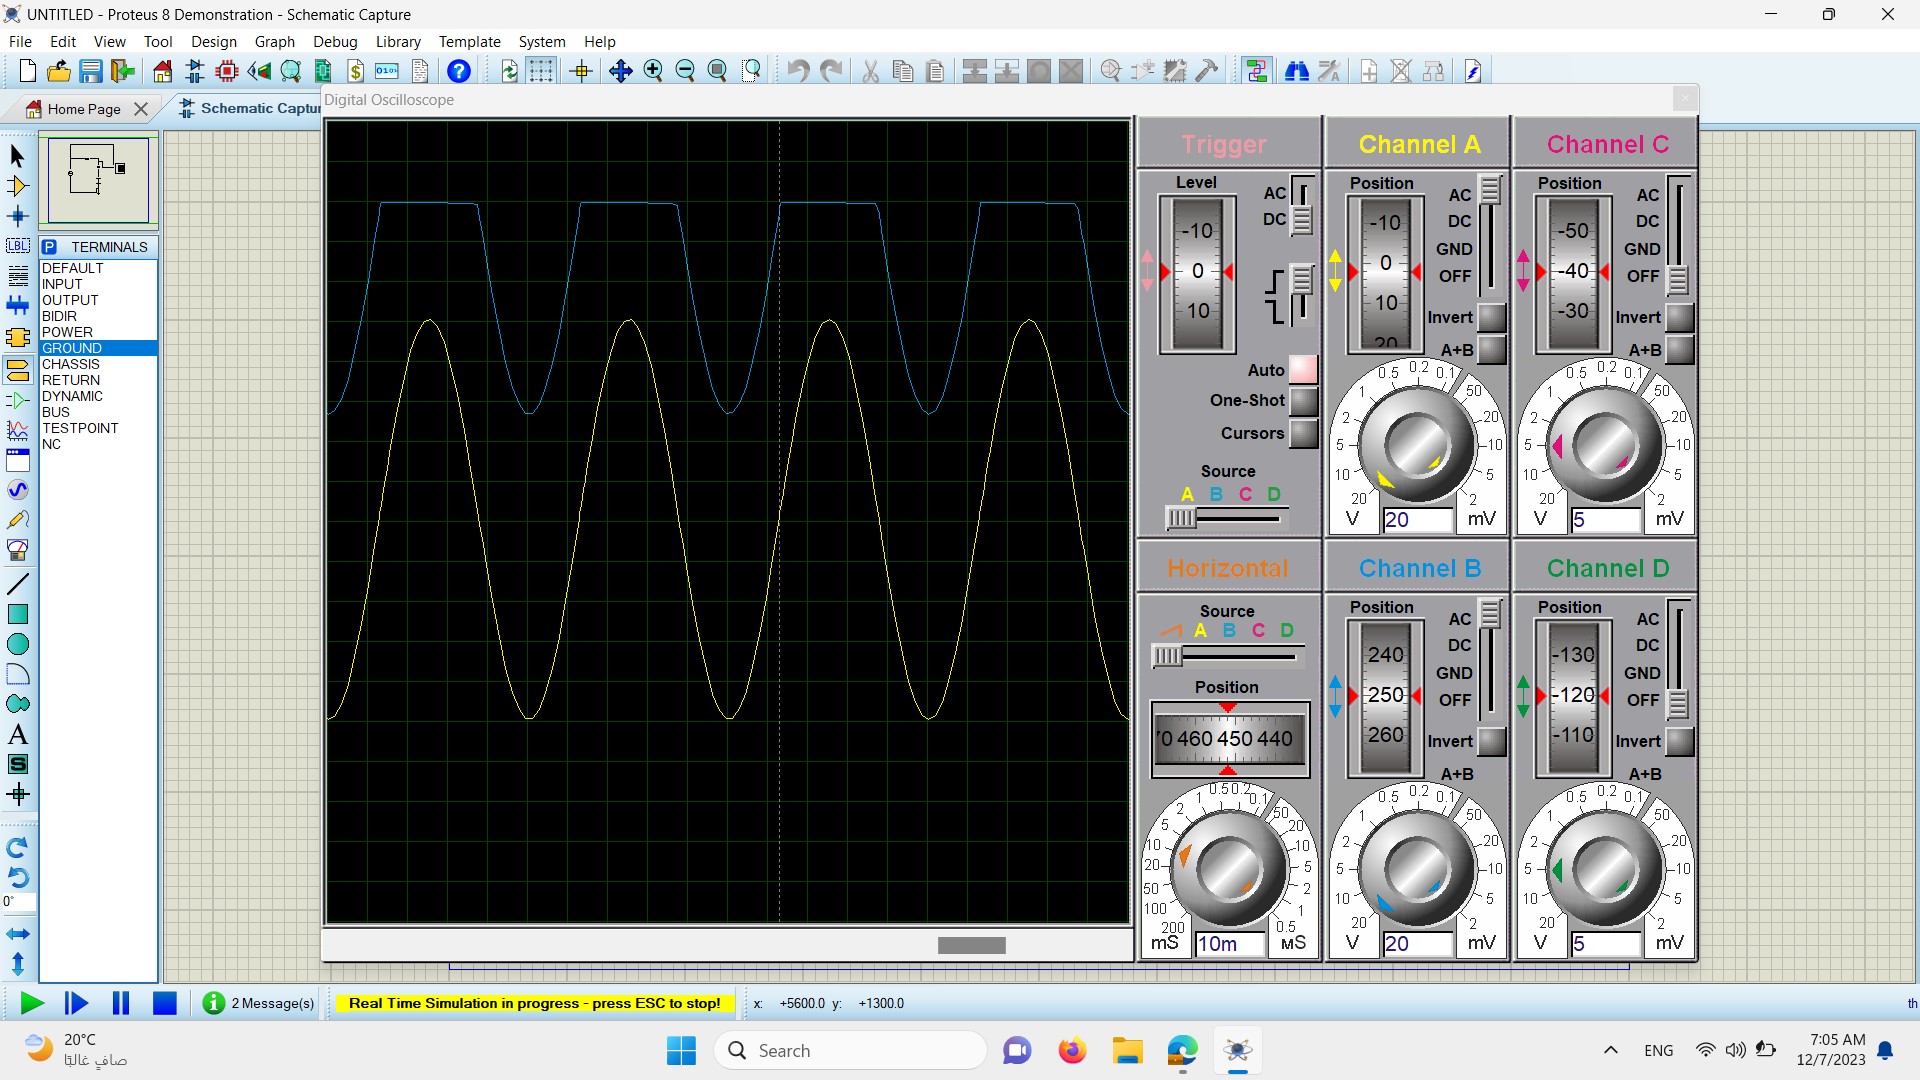 UNTITLED - Proteus 8 Demonstration - Schematic Capture
File Edit View Tool Design Graph Debug Library Template System Help
Home Page
Schematic Captu
Digital Oscilloscope
P TERMINALS
DEFAULT
INPUT
OUTPUT
BIDIR
POWER
GROUND
CHASSIS
RETURN
DYNAMIC
BUS
TESTPOINT
NC
LBL
A
S
0°
Trigger
Level
-10
0
10
AC
DC
Auto
One-Shot
Cursors
Source
A B C D
Channel A
Position
-10
0
10
20
AC
DC
GND
OFF
Invert
A+B
20 10 5 2 1 0.5 0.2 0.1 50 20 10 5 2
V 20 mV
Channel C
Position
-50
-40
-30
AC
DC
GND
OFF
Invert
A+B
20 10 5 2 1 0.5 0.2 0.1 50 20 10 5 2
V 5 mV
Horizontal
Source
A B C D
Position
70 460 450 440
200 100 50 20 10 5 2 1 0.5 0.2 0.1 50 20 10 5 2 1 0.5
mS 10m µS
Channel B
Position
240
250
260
AC
DC
GND
OFF
Invert
A+B
20 10 5 2 1 0.5 0.2 0.1 50 20 10 5 2
V 20 mV
Channel D
Position
-130
-120
-110
AC
DC
GND
OFF
Invert
A+B
20 10 5 2 1 0.5 0.2 0.1 50 20 10 5 2
V 5 mV
2 Message(s)
Real Time Simulation in progress - press ESC to stop!
x: +5600.0 y: +1300.0
th
20°C
صافٍ غالبًا
Search
ENG
7:05 AM
12/7/2023